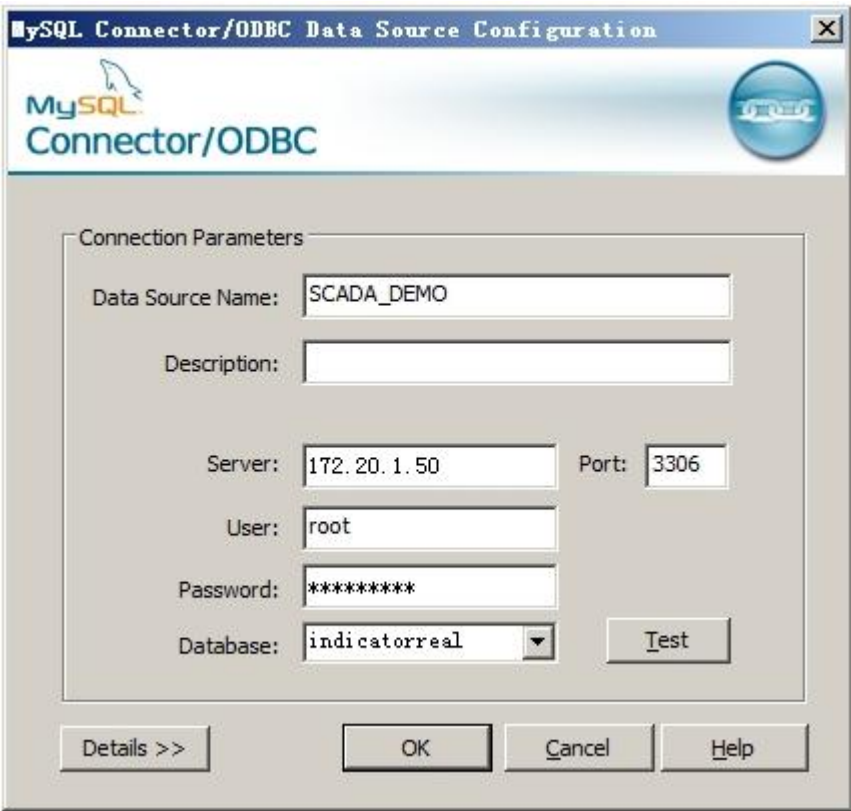 MySQL Connector/ODBC Data Source Configuration
MySQL
Connector/ODBC
Connection Parameters
Data Source Name: SCADA_DEMO
Description:
Server: 172.20.1.50 Port: 3306
User: root
Password: *********
Database: indicatorreal Test
Details >> OK Cancel Help